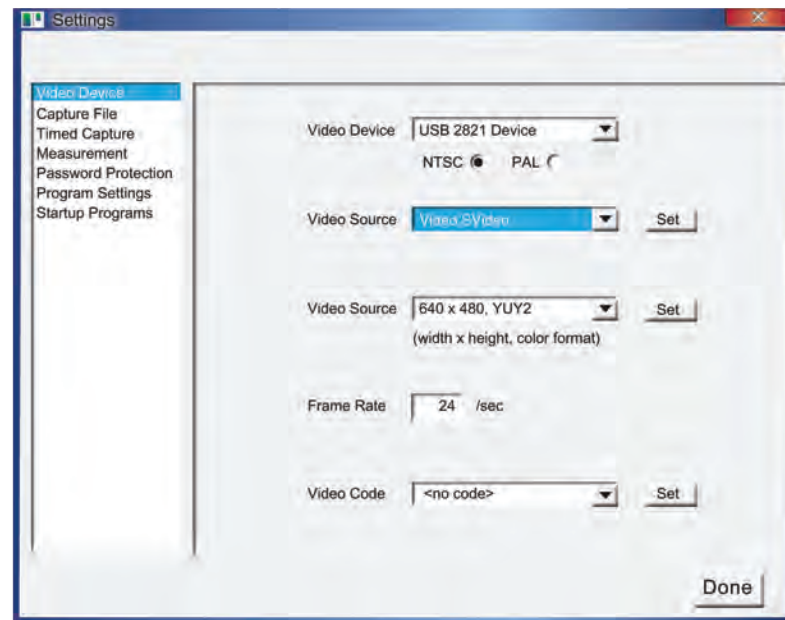 Settings
Video Device
Capture File
Timed Capture
Measurement
Password Protection
Program Settings
Startup Programs
Video Device USB 2821 Device
NTSC PAL
Video Source Video SVideo Set
Video Source 640 x 480, YUY2 Set
(width x height, color format)
Frame Rate 24 /sec
Video Code <no code> Set
Done